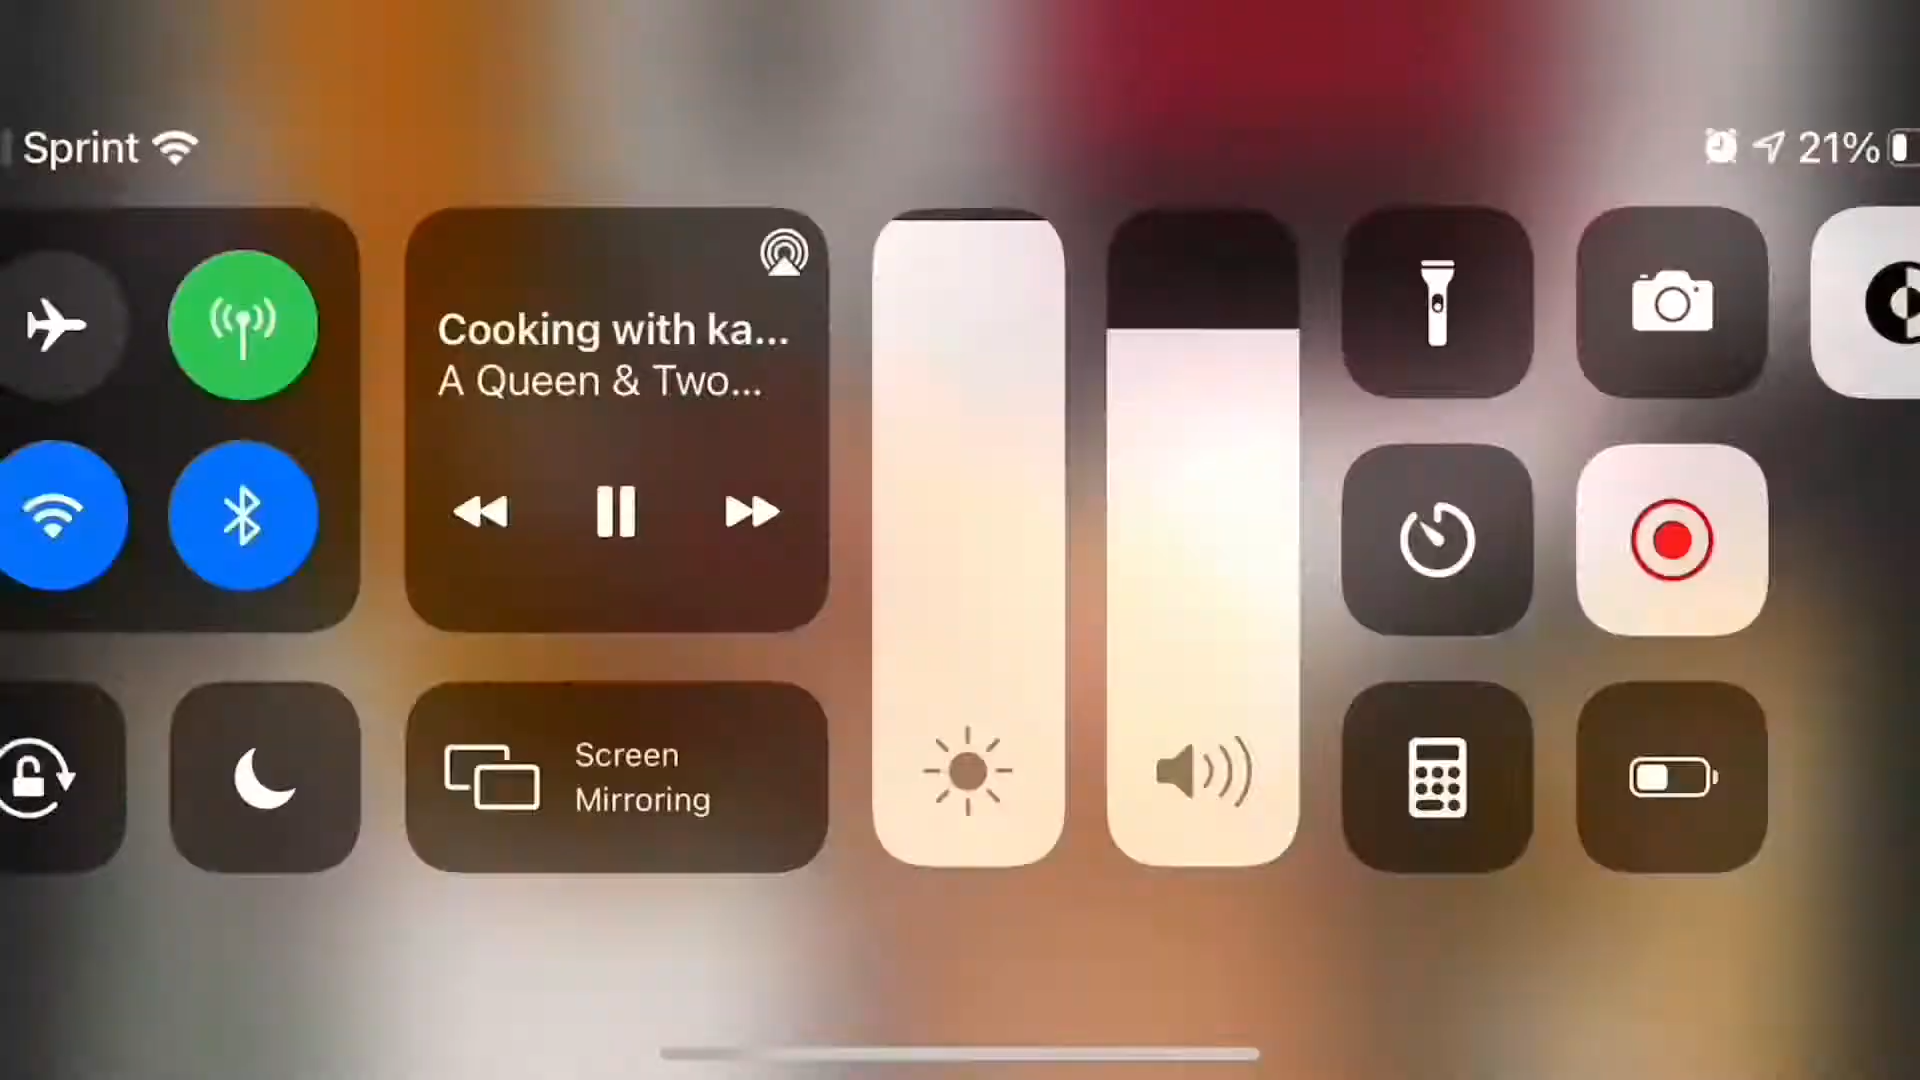 Sprint
21%
Cooking with ka...
A Queen & Two...
Screen
Mirroring